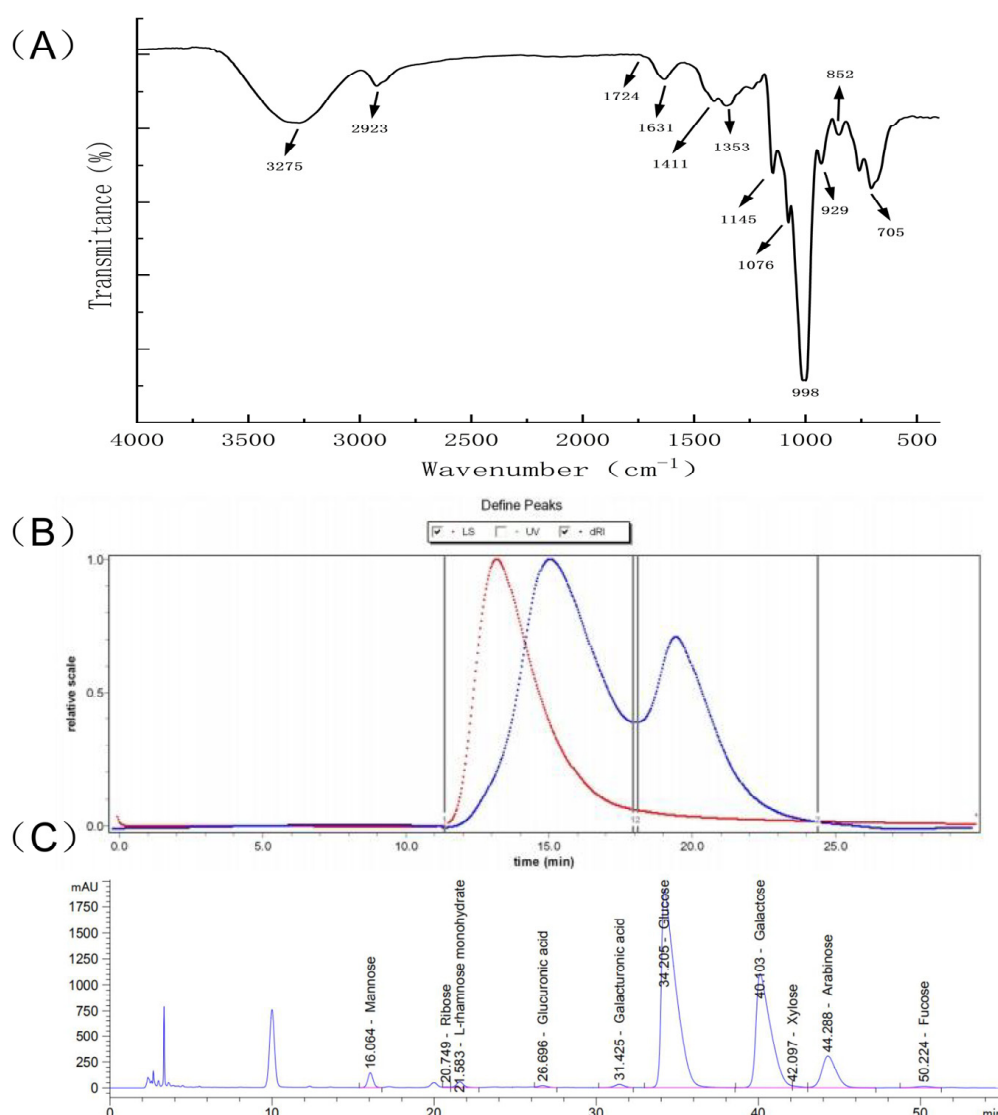 (A)
852
1724
2923
1631
3275
1411
1353
1145
929
705
1076
998
Transmitance (%)
4000 3500 3000 2500 2000 1500 1000 500
Wavenumber (cm⁻¹)
(B)
Define Peaks
LS UV dRI
1.0
0.5
0.0
relative scale
0.0 5.0 10.0 15.0 20.0 25.0
time (min)
(C)
mAU
1750
1500
1250
1000
750
500
250
0
16.064 - Mannose
20.749 - Ribose
21.583 - L-rhamnose monohydrate
26.696 - Glucuronic acid
31.425 - Galacturonic acid
34.205 - Glucose
40.103 - Galactose
42.097 - Xylose
44.288 - Arabinose
50.224 - Fucose
0 10 20 30 40 50